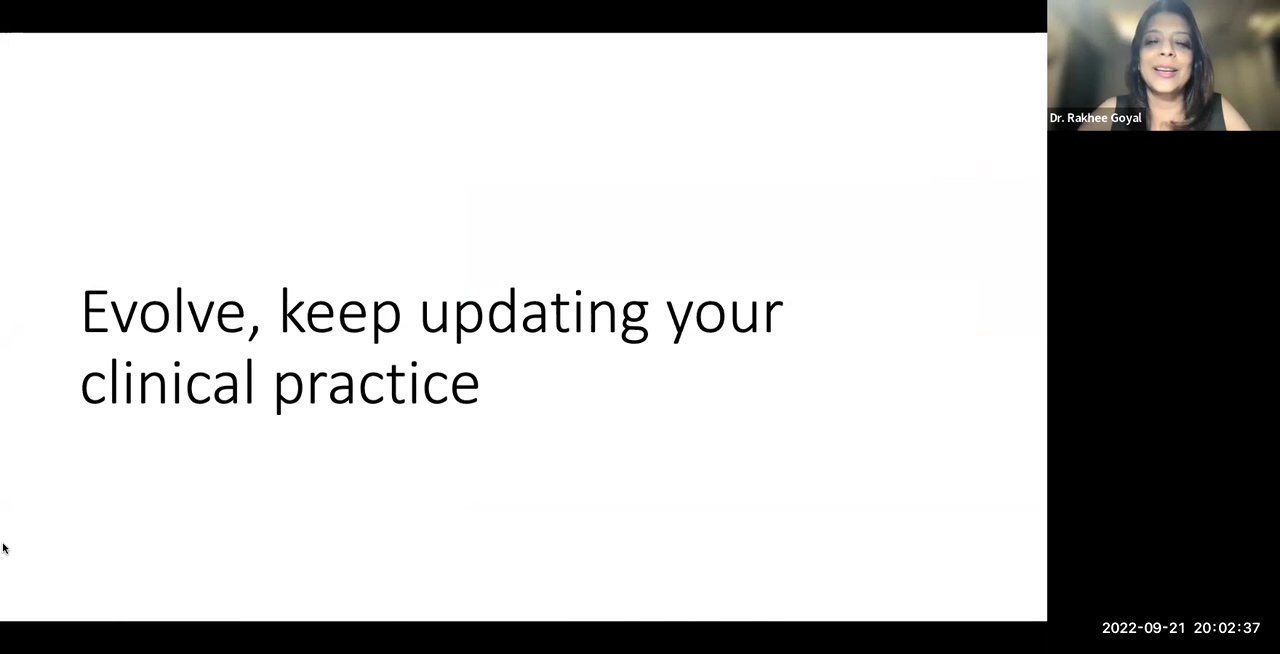 Dr. Rakhee Goyal
Evolve, keep updating your
clinical practice
2022-09-21 20:02:37